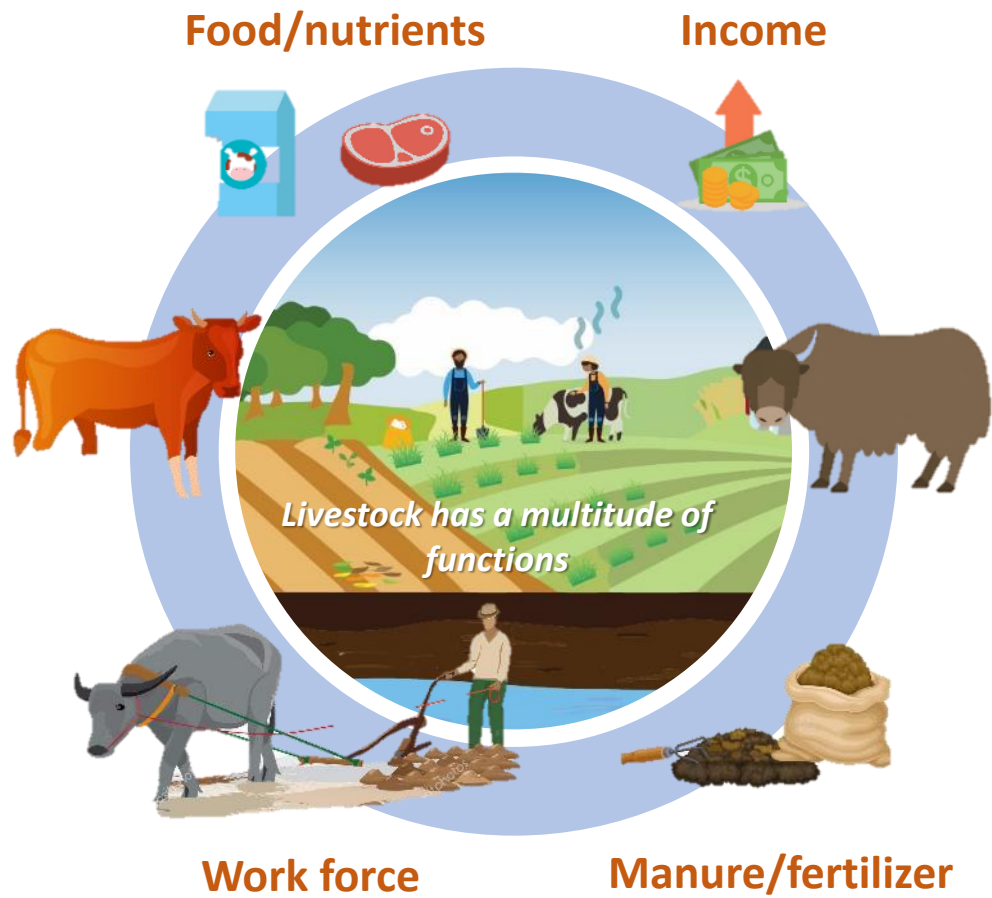 Food/nutrients
Income
Livestock has a multitude of
functions
Work force
Manure/fertilizer